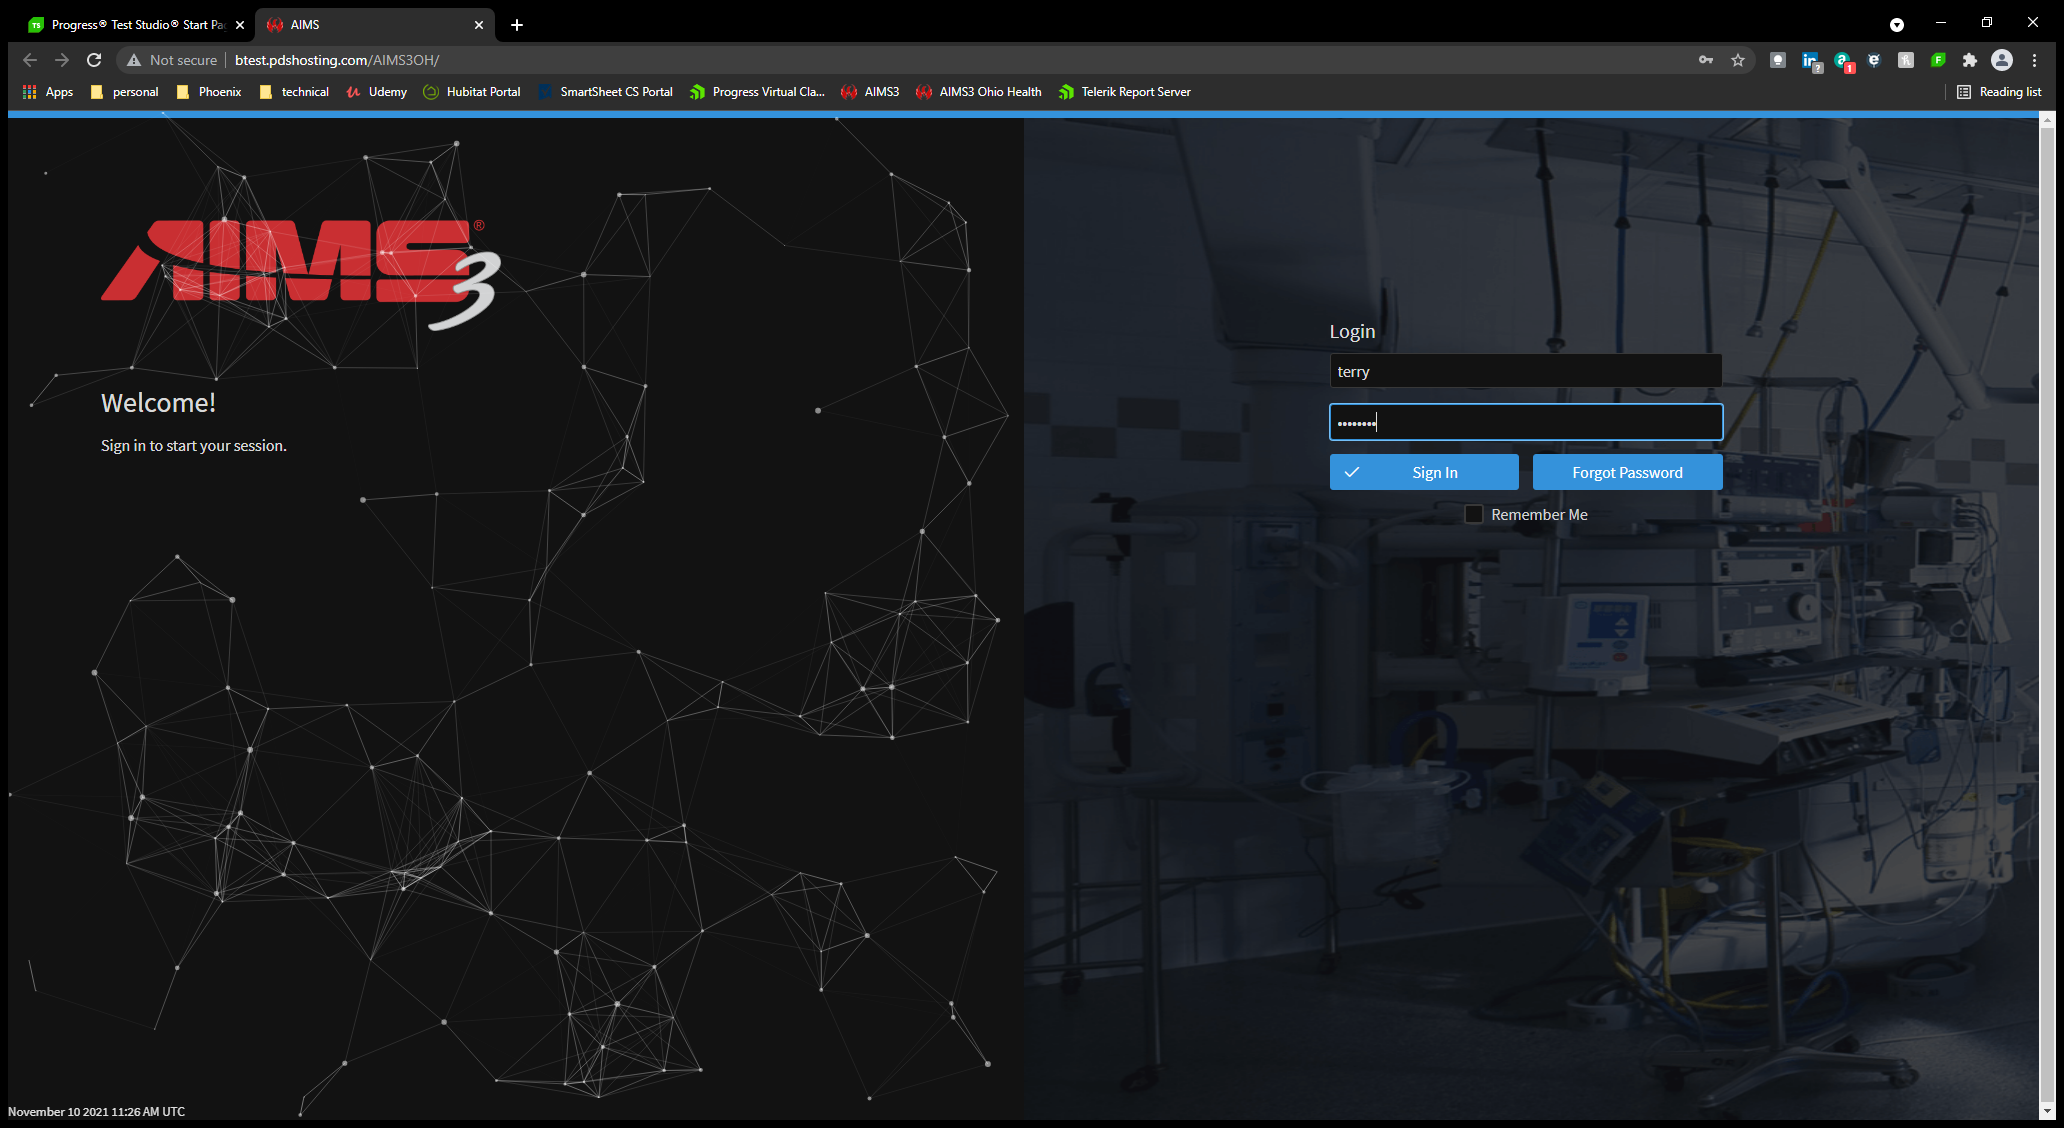 Progress® Test Studio® Start Pa
AIMS
Not secure
btest.pdshosting.com/AIMS3OH/
Apps
personal
Phoenix
technical
Udemy
Hubitat Portal
SmartSheet CS Portal
Progress Virtual Cla...
AIMS3
AIMS3 Ohio Health
Telerik Report Server
Reading list
AIMS®3
Welcome!
Sign in to start your session.
Login
terry
••••••••
Sign In
Forgot Password
Remember Me
November 10 2021 11:26 AM UTC